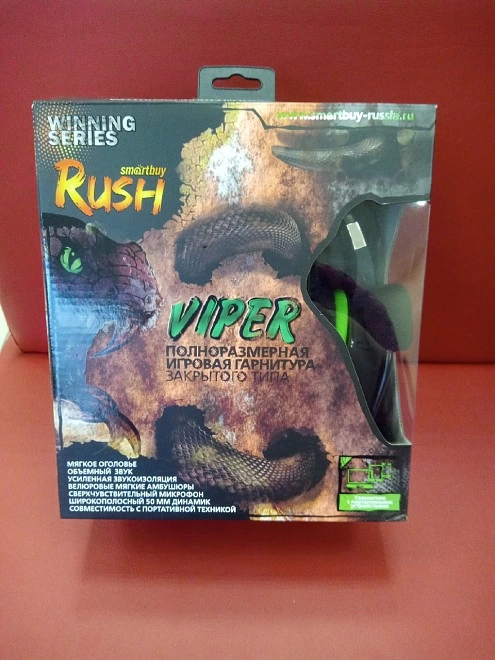 www.smartbuy-russia.ru
WINNING
SERIES
smartbuy
RUSH
VIPER
ПОЛНОРАЗМЕРНАЯ
ИГРОВАЯ ГАРНИТУРА
ЗАКРЫТОГО ТИПА
МЯГКОЕ ОГОЛОВЬЕ
ОБЪЕМНЫЙ ЗВУК
УСИЛЕННАЯ ЗВУКОИЗОЛЯЦИЯ
ВЕЛЮРОВЫЕ МЯГКИЕ АМБУШЮРЫ
СВЕРХЧУВСТВИТЕЛЬНЫЙ МИКРОФОН
ШИРОКОПОЛОСНЫЙ 50 ММ ДИНАМИК
СОВМЕСТИМОСТЬ С ПОРТАТИВНОЙ ТЕХНИКОЙ